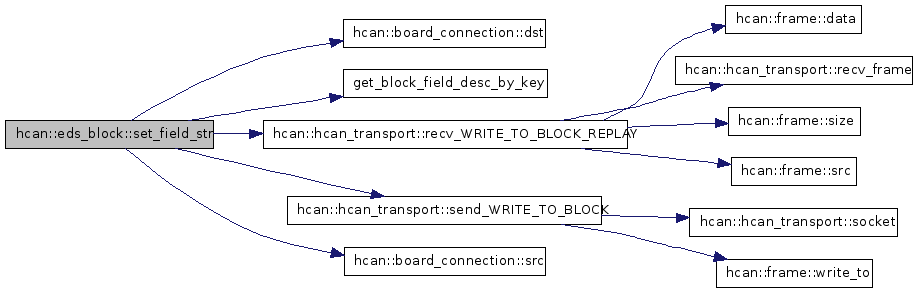 hcan::eds_block::set_field_str
hcan::board_connection::dst
get_block_field_desc_by_key
hcan::hcan_transport::recv_WRITE_TO_BLOCK_REPLAY
hcan::hcan_transport::send_WRITE_TO_BLOCK
hcan::board_connection::src
hcan::frame::data
hcan::hcan_transport::recv_frame
hcan::frame::size
hcan::frame::src
hcan::hcan_transport::socket
hcan::frame::write_to